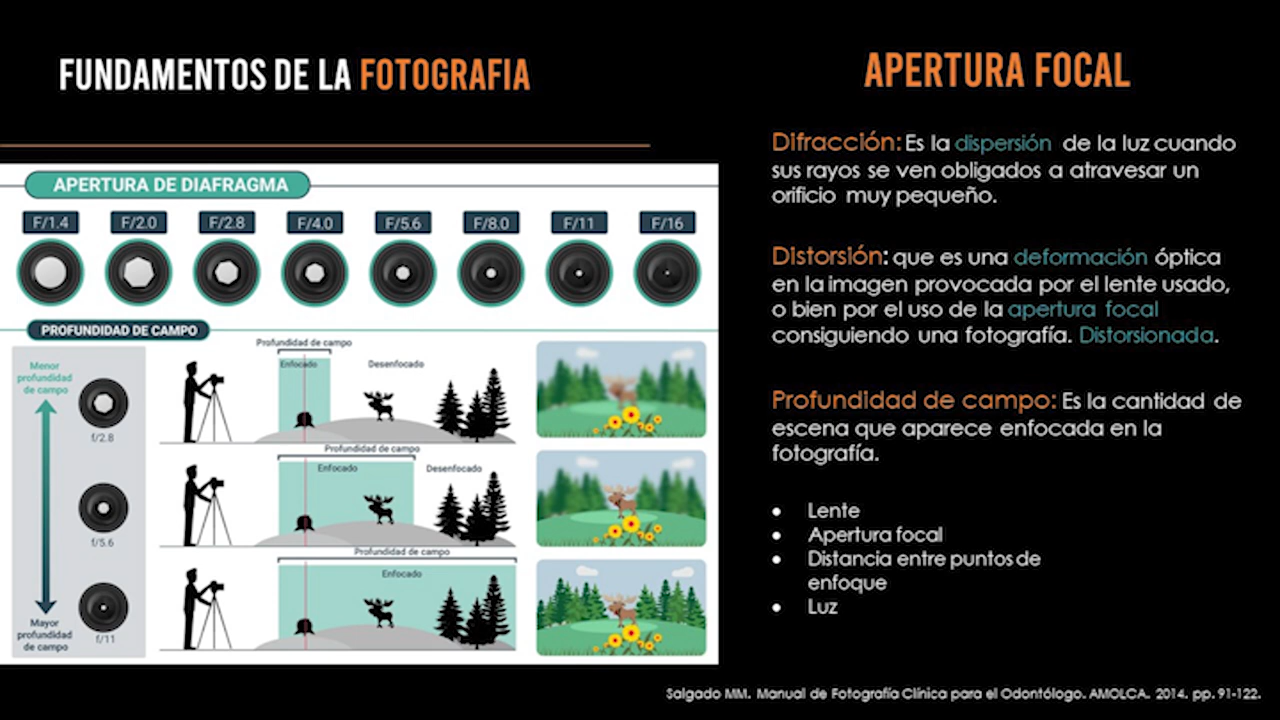 FUNDAMENTOS DE LA FOTOGRAFIA
APERTURA DE DIAFRAGMA
F/1.4 F/2.0 F/2.8 F/4.0 F/5.6 F/8.0 F/11 F/16
PROFUNDIDAD DE CAMPO
Menor
profundidad
de campo
f/2.8
f/5.6
f/11
Mayor
profundidad
de campo
Profundidad de campo
Enfocado Desenfocado
Profundidad de campo
Enfocado Desenfocado
Profundidad de campo
Enfocado
APERTURA FOCAL
Difracción: Es la dispersión de la luz cuando
sus rayos se ven obligados a atravesar un
orificio muy pequeño.
Distorsión: que es una deformación óptica
en la imagen provocada por el lente usado,
o bien por el uso de la apertura focal
consiguiendo una fotografía. Distorsionada.
Profundidad de campo: Es la cantidad de
escena que aparece enfocada en la
fotografía.
• Lente
• Apertura focal
• Distancia entre puntos de
enfoque
• Luz
Salgado MM. Manual de Fotografía Clínica para el Odontólogo. AMOLCA. 2014. pp. 91-122.